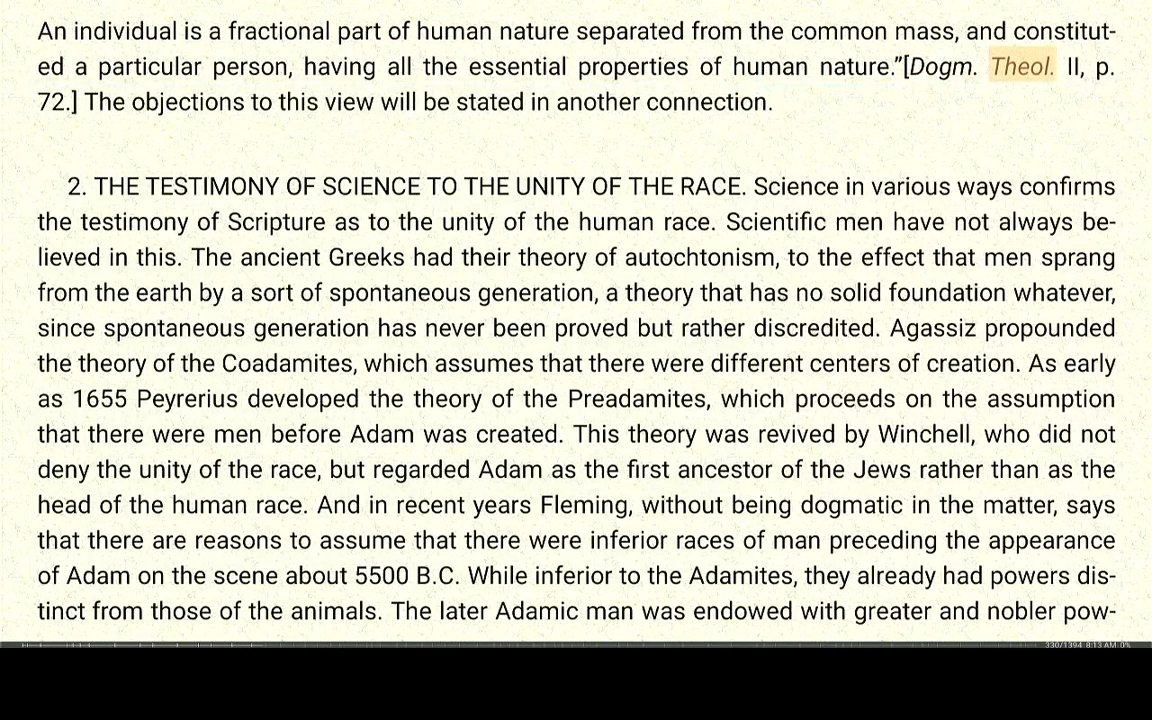 An individual is a fractional part of human nature separated from the common mass, and constitut-
ed a particular person, having all the essential properties of human nature.”[Dogm. Theol. II, p.
72.] The objections to this view will be stated in another connection.
2. THE TESTIMONY OF SCIENCE TO THE UNITY OF THE RACE. Science in various ways confirms
the testimony of Scripture as to the unity of the human race. Scientific men have not always be-
lieved in this. The ancient Greeks had their theory of autochtonism, to the effect that men sprang
from the earth by a sort of spontaneous generation, a theory that has no solid foundation whatever,
since spontaneous generation has never been proved but rather discredited. Agassiz propounded
the theory of the Coadamites, which assumes that there were different centers of creation. As early
as 1655 Peyrerius developed the theory of the Preadamites, which proceeds on the assumption
that there were men before Adam was created. This theory was revived by Winchell, who did not
deny the unity of the race, but regarded Adam as the first ancestor of the Jews rather than as the
head of the human race. And in recent years Fleming, without being dogmatic in the matter, says
that there are reasons to assume that there were inferior races of man preceding the appearance
of Adam on the scene about 5500 B.C. While inferior to the Adamites, they already had powers dis-
tinct from those of the animals. The later Adamic man was endowed with greater and nobler pow-
330/1394 8:13 AM 0%